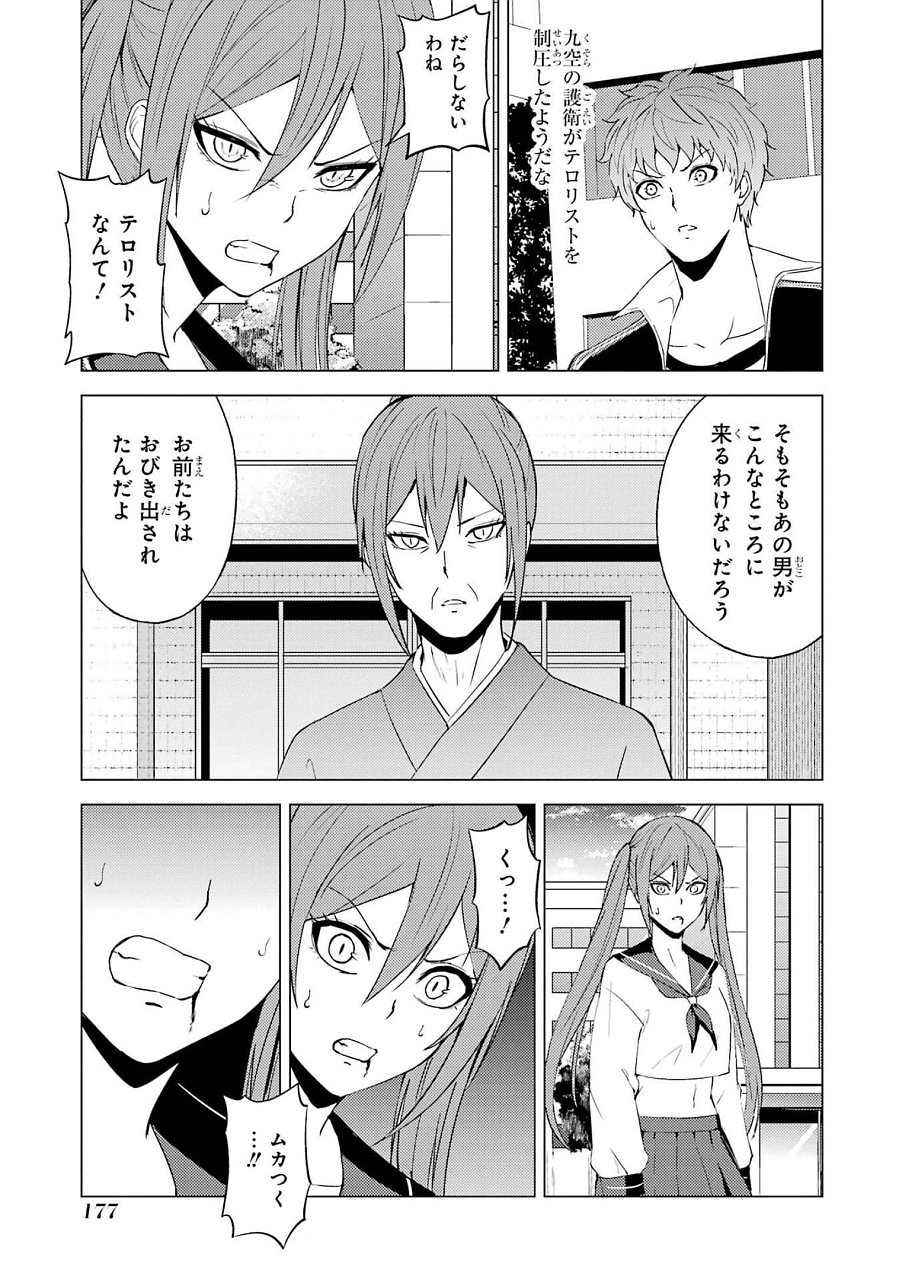 九空の護衛がテロリストを
制圧したようだな
だらしない
わね
テロリスト
なんて!
そもそもあの男が
こんなところに
来るわけないだろう
お前たちは
おびき出され
たんだよ
くっ…!
ムカつく
…!!
177